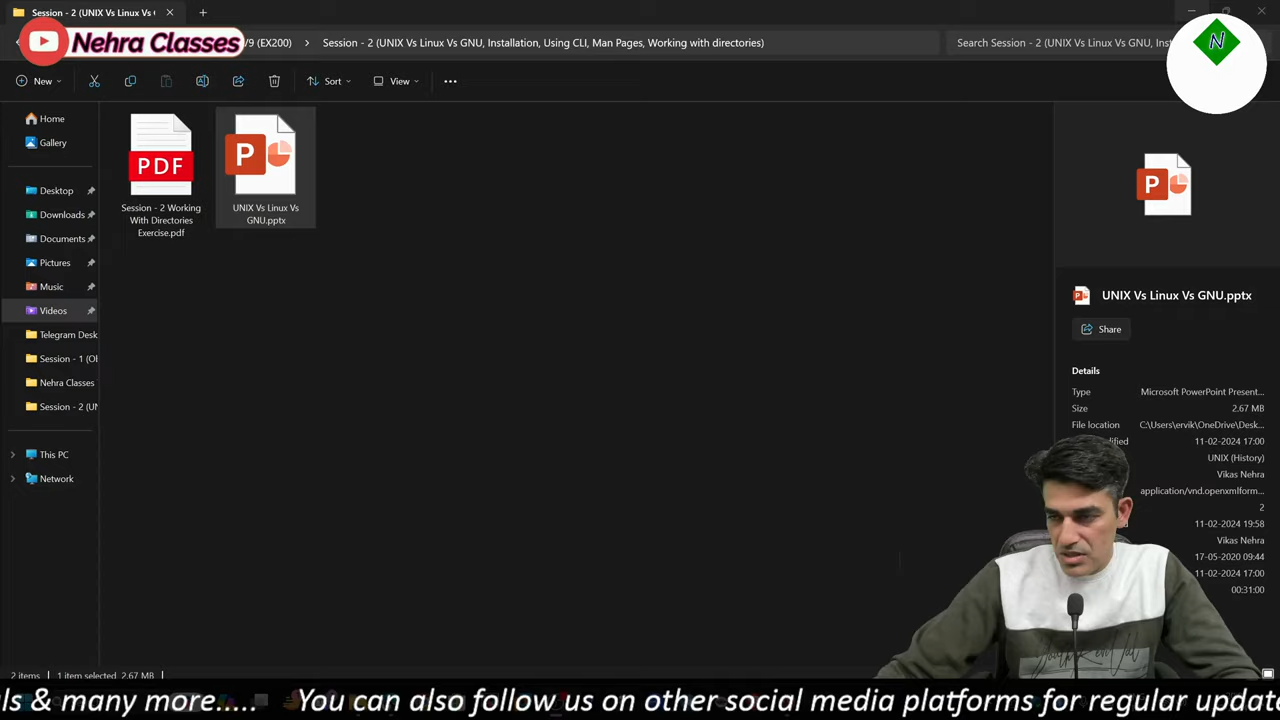 Session - 2 (UNIX Vs Linux Vs (
Nehra Classes
/9 (EX200)
Session - 2 (UNIX Vs Linux Vs GNU, Installation, Using CLI, Man Pages, Working with directories)
Search Session - 2 (UNIX Vs Linux Vs GNU, Inst
N
New
Sort
View
Home
Gallery
Desktop
Downloads
Documents
Pictures
Music
Videos
Telegram Desk
Session - 1 (Ol
Nehra Classes
Session - 2 (UN
This PC
Network
PDF
Session - 2 Working
With Directories
Exercise.pdf
P
UNIX Vs Linux Vs
GNU.pptx
P
UNIX Vs Linux Vs GNU.pptx
Share
Details
Type Microsoft PowerPoint Present...
Size 2.67 MB
File location C:\Users\ervik\OneDrive\Desk...
11-02-2024 17:00
UNIX (History)
Vikas Nehra
application/vnd.openxmlform...
2
11-02-2024 19:58
Vikas Nehra
17-05-2020 09:44
11-02-2024 17:00
00:31:00
2 items 1 item selected 2.67 MB
ls & many more..... You can also follow us on other social media platforms for regular update